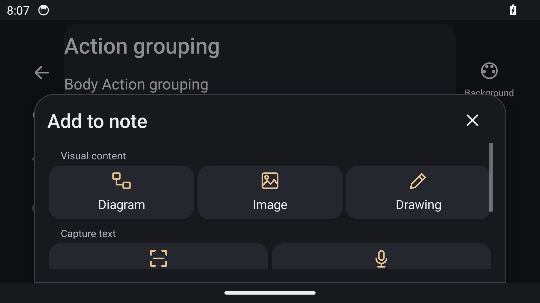 8:07
Action grouping
Body Action grouping
Background
Add to note
Visual content
Diagram
Image
Drawing
Capture text